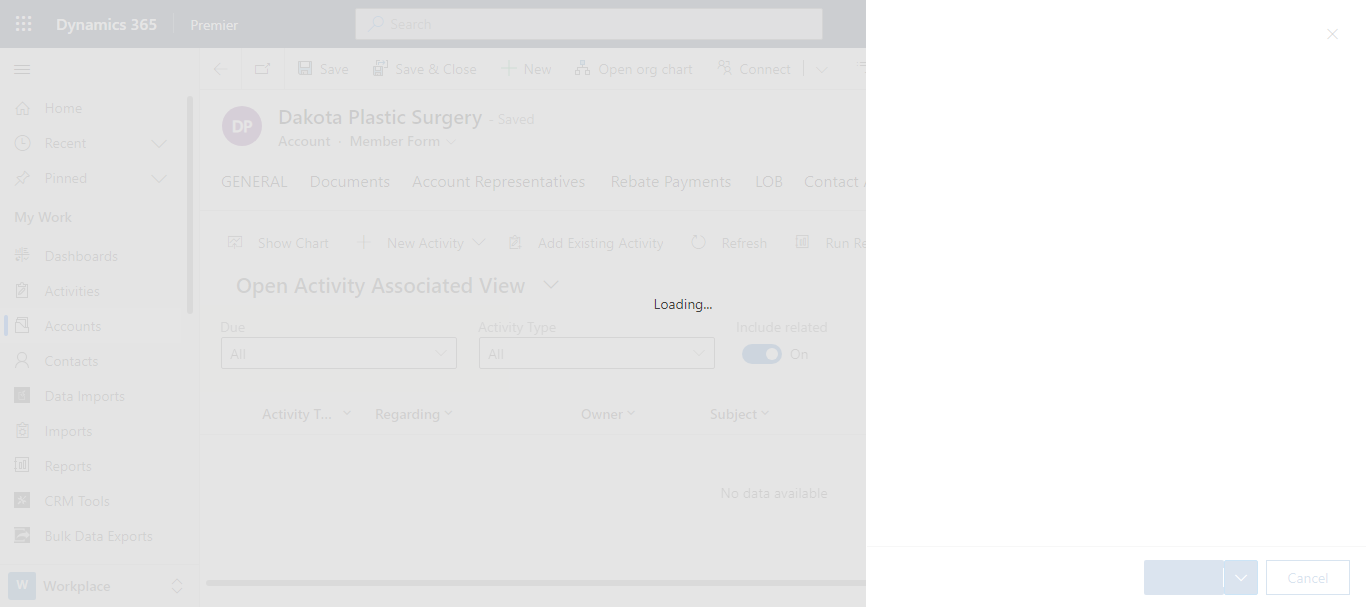 Dynamics 365 Premier Search
Save Save & Close New Open org chart Connect
Home
Recent
Pinned
My Work
Dashboards
Activities
Accounts
Contacts
Data Imports
Imports
Reports
CRM Tools
Bulk Data Exports
W Workplace
DP Dakota Plastic Surgery - Saved
Account · Member Form
GENERAL Documents Account Representatives Rebate Payments LOB Contact
Show Chart New Activity Add Existing Activity Refresh Run Re
Open Activity Associated View
Loading...
Due Activity Type Include related
All All On
Activity T... Regarding Owner Subject
No data available
Cancel